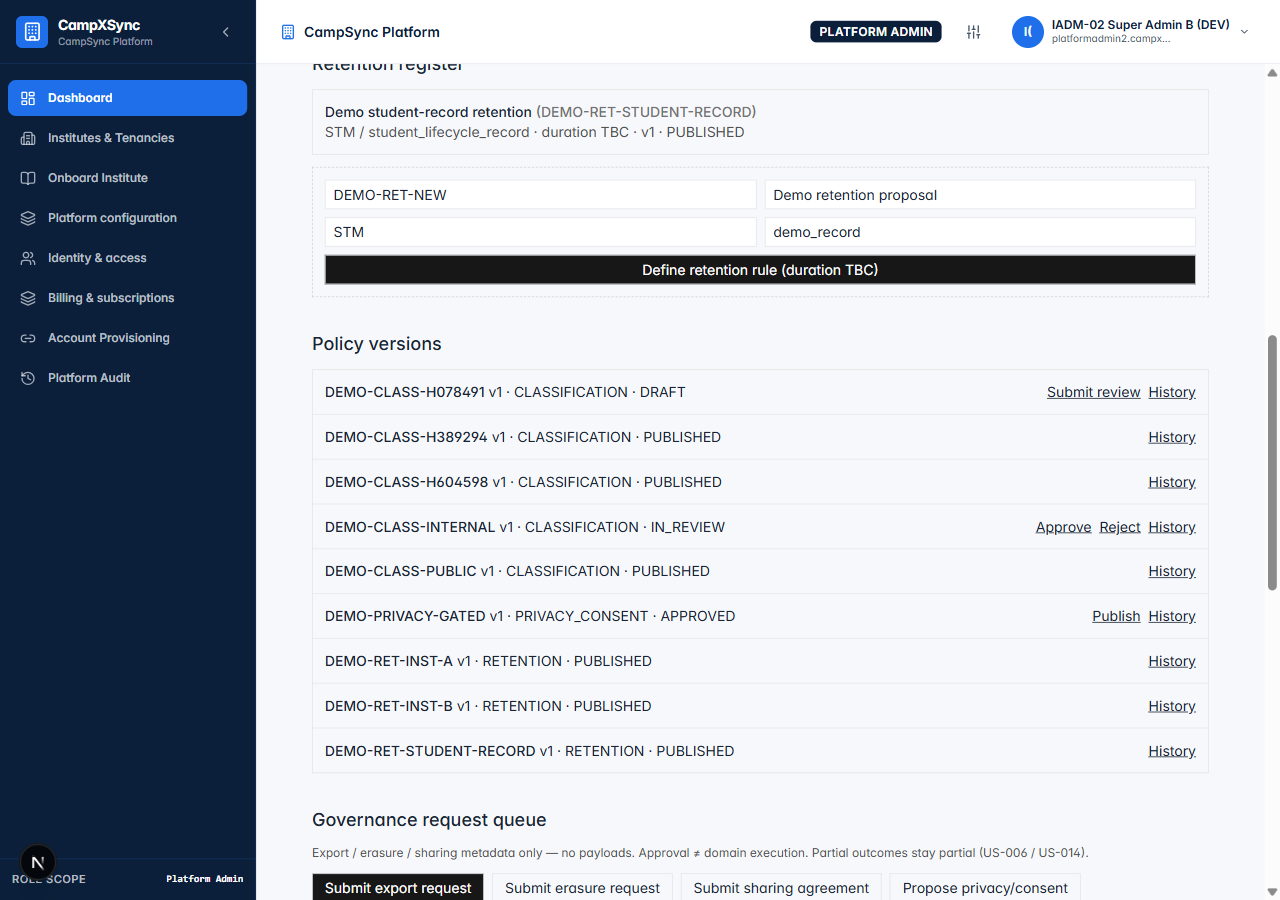 CampXSync
CampSync Platform
Dashboard
Institutes & Tenancies
Onboard Institute
Platform configuration
Identity & access
Billing & subscriptions
Account Provisioning
Platform Audit
N
ROLE SCOPE
Platform Admin
CampSync Platform
PLATFORM ADMIN
I(
IADM-02 Super Admin B (DEV)
platformadmin2.campx...
Retention register
Demo student-record retention (DEMO-RET-STUDENT-RECORD)
STM / student_lifecycle_record · duration TBC · v1 · PUBLISHED
DEMO-RET-NEW
Demo retention proposal
STM
demo_record
Define retention rule (duration TBC)
Policy versions
DEMO-CLASS-H078491 v1 · CLASSIFICATION · DRAFT Submit review History
DEMO-CLASS-H389294 v1 · CLASSIFICATION · PUBLISHED History
DEMO-CLASS-H604598 v1 · CLASSIFICATION · PUBLISHED History
DEMO-CLASS-INTERNAL v1 · CLASSIFICATION · IN_REVIEW Approve Reject History
DEMO-CLASS-PUBLIC v1 · CLASSIFICATION · PUBLISHED History
DEMO-PRIVACY-GATED v1 · PRIVACY_CONSENT · APPROVED Publish History
DEMO-RET-INST-A v1 · RETENTION · PUBLISHED History
DEMO-RET-INST-B v1 · RETENTION · PUBLISHED History
DEMO-RET-STUDENT-RECORD v1 · RETENTION · PUBLISHED History
Governance request queue
Export / erasure / sharing metadata only — no payloads. Approval ≠ domain execution. Partial outcomes stay partial (US-006 / US-014).
Submit export request
Submit erasure request
Submit sharing agreement
Propose privacy/consent